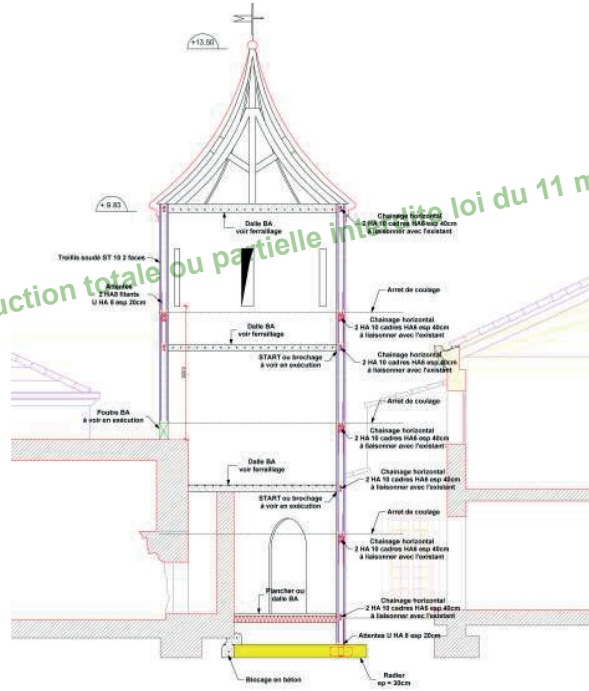 +13.50
+ 9.83
Dalle BA
voir ferraillage
Chainage horizontal
2 HA 10 cadres HA6 esp 40cm
à liaisonner avec l'existant
uction totale ou partielle interdite loi du 11 m
Treillis soudé ST 10 2 faces
Attentes
2 HA8 filants
U HA 8 esp 20cm
Arret de coulage
Chainage horizontal
2 HA 10 cadres HA6 esp 40cm
à liaisonner avec l'existant
Dalle BA
voir ferraillage
START ou brochage
à voir en exécution
Chainage horizontal
2 HA 10 cadres HA6 esp 40cm
à liaisonner avec l'existant
Poutre BA
à voir en exécution
Arret de coulage
Chainage horizontal
2 HA 10 cadres HA6 esp 40cm
à liaisonner avec l'existant
Dalle BA
voir ferraillage
START ou brochage
à voir en exécution
Chainage horizontal
2 HA 10 cadres HA6 esp 40cm
à liaisonner avec l'existant
Arret de coulage
Chainage horizontal
2 HA 10 cadres HA6 esp 40cm
à liaisonner avec l'existant
Plancher ou
dalle BA
Chainage horizontal
2 HA 10 cadres HA6 esp 40cm
à liaisonner avec l'existant
Attentes U HA 8 esp 20cm
Blocage en béton
Radier
ep = 30cm